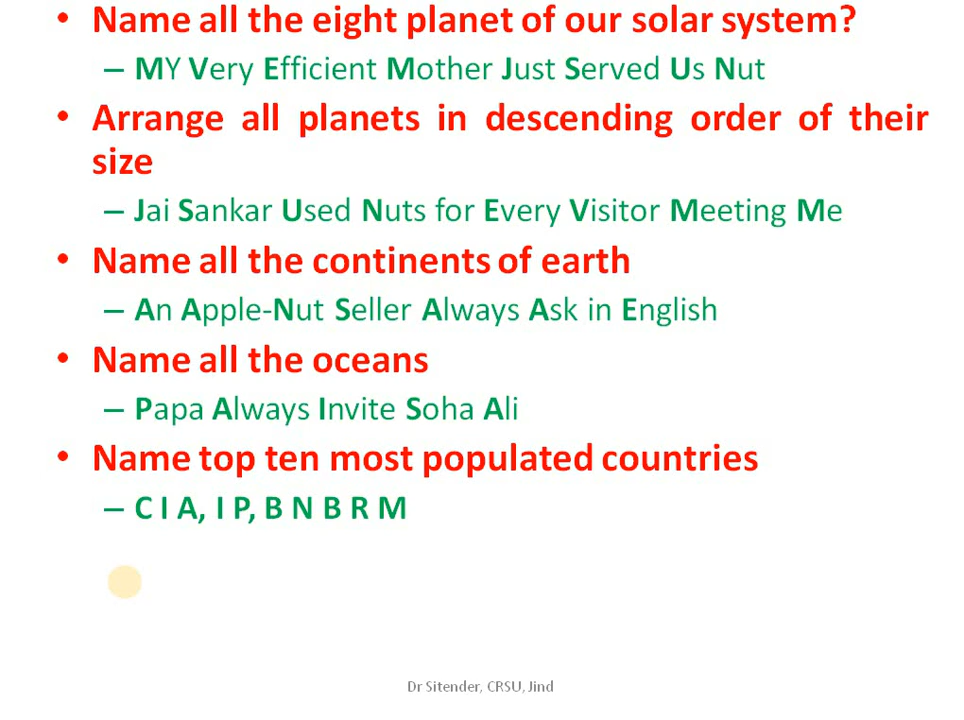 • Name all the eight planet of our solar system?
– MY Very Efficient Mother Just Served Us Nut
• Arrange all planets in descending order of their
size
– Jai Sankar Used Nuts for Every Visitor Meeting Me
• Name all the continents of earth
– An Apple-Nut Seller Always Ask in English
• Name all the oceans
– Papa Always Invite Soha Ali
• Name top ten most populated countries
– C I A, I P, B N B R M
Dr Sitender, CRSU, Jind